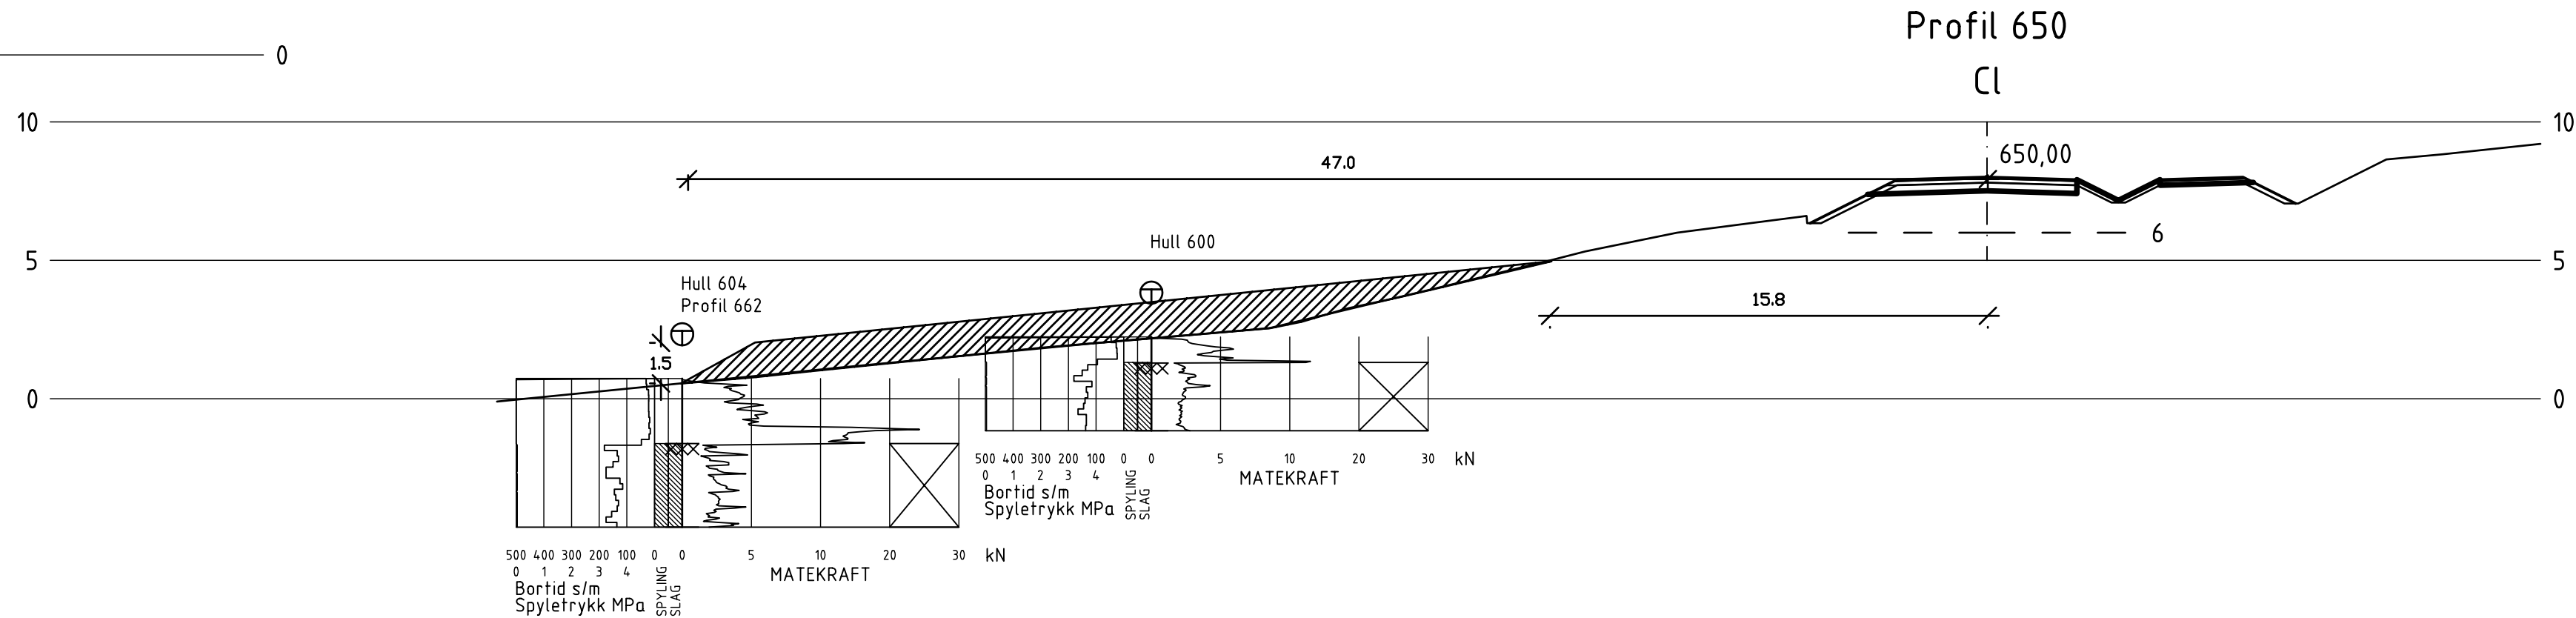 Profil 650
0
Cl
10
10
650,00
47.0
6
Hull 600
5
5
Hull 604
Profil 662
15.8
1.5
0
0
500 400 300 200 100 0 0 5 10 20 30 kN
0 1 2 3 4
MATEKRAFT
Bortid s/m
Spyletrykk MPa
SPYLING
SLAG
500 400 300 200 100 0 0 5 10 20 30 kN
0 1 2 3 4
MATEKRAFT
Bortid s/m
Spyletrykk MPa
SPYLING
SLAG